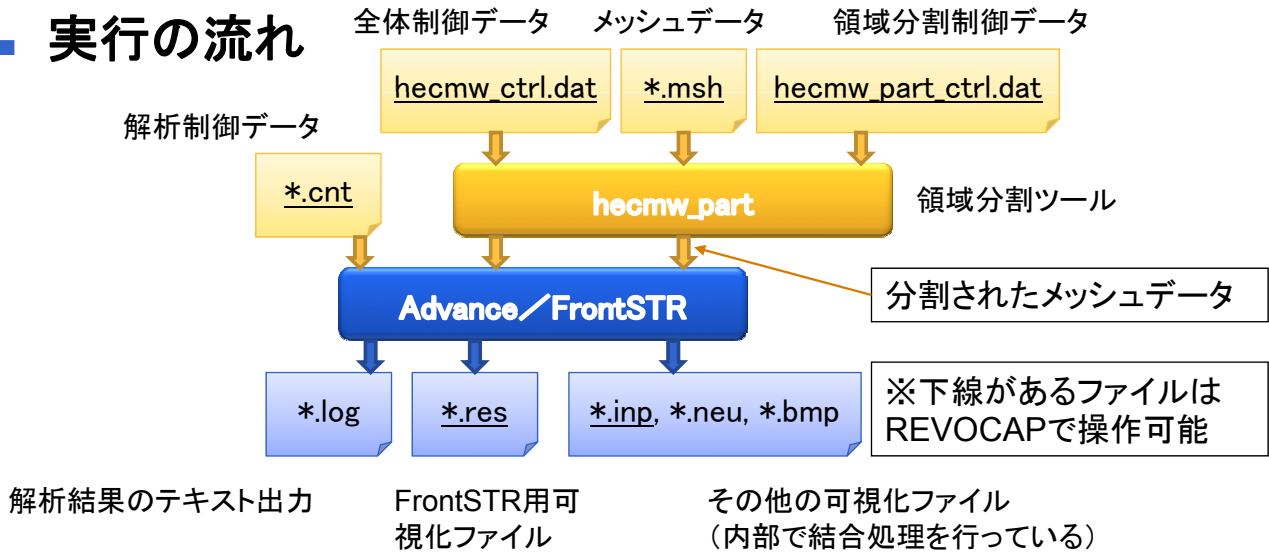 実行の流れ
全体制御データ
メッシュデータ
領域分割制御データ
hecmw_ctrl.dat
*.msh
hecmw_part_ctrl.dat
解析制御データ
*.cnt
hecmw_part
領域分割ツール
分割されたメッシュデータ
Advance／FrontSTR
*.log
*.res
*.inp, *.neu, *.bmp
※下線があるファイルは
REVOCAPで操作可能
解析結果のテキスト出力
FrontSTR用可
視化ファイル
その他の可視化ファイル
（内部で結合処理を行っている）